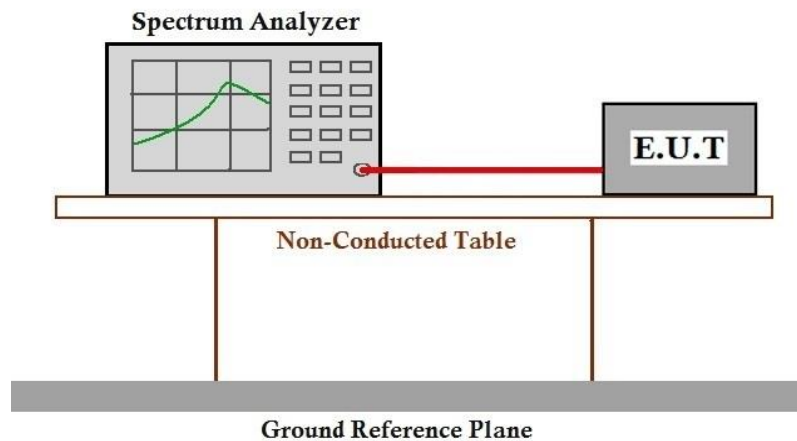 Spectrum Analyzer
E.U.T
Non-Conducted Table
Ground Reference Plane